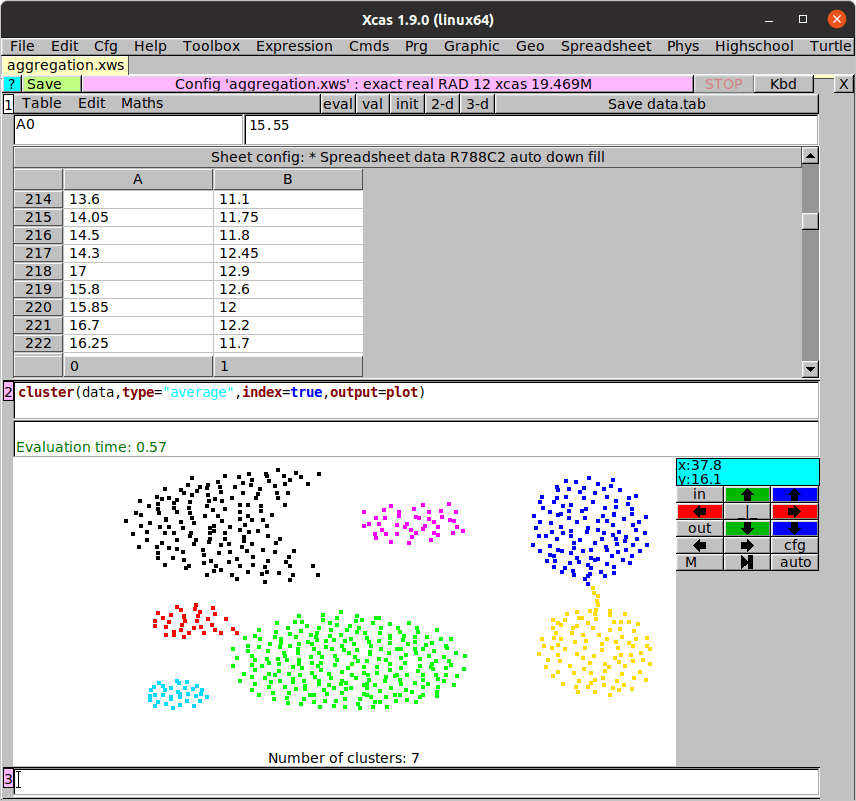 Xcas 1.9.0 (linux64)
File Edit Cfg Help Toolbox Expression Cmds Prg Graphic Geo Spreadsheet Phys Highschool Turtle
aggregation.xws
? Save Config 'aggregation.xws' : exact real RAD 12 xcas 19.469M STOP Kbd X
1 Table Edit Maths eval val init 2-d 3-d Save data.tab
A0 15.55
Sheet config: * Spreadsheet data R788C2 auto down fill
A B
214 13.6 11.1
215 14.05 11.75
216 14.5 11.8
217 14.3 12.45
218 17 12.9
219 15.8 12.6
220 15.85 12
221 16.7 12.2
222 16.25 11.7
0 1
2 cluster(data,type="average",index=true,output=plot)
Evaluation time: 0.57
x:37.8
y:16.1
in
_|_
out
cfg
M auto
Number of clusters: 7
3